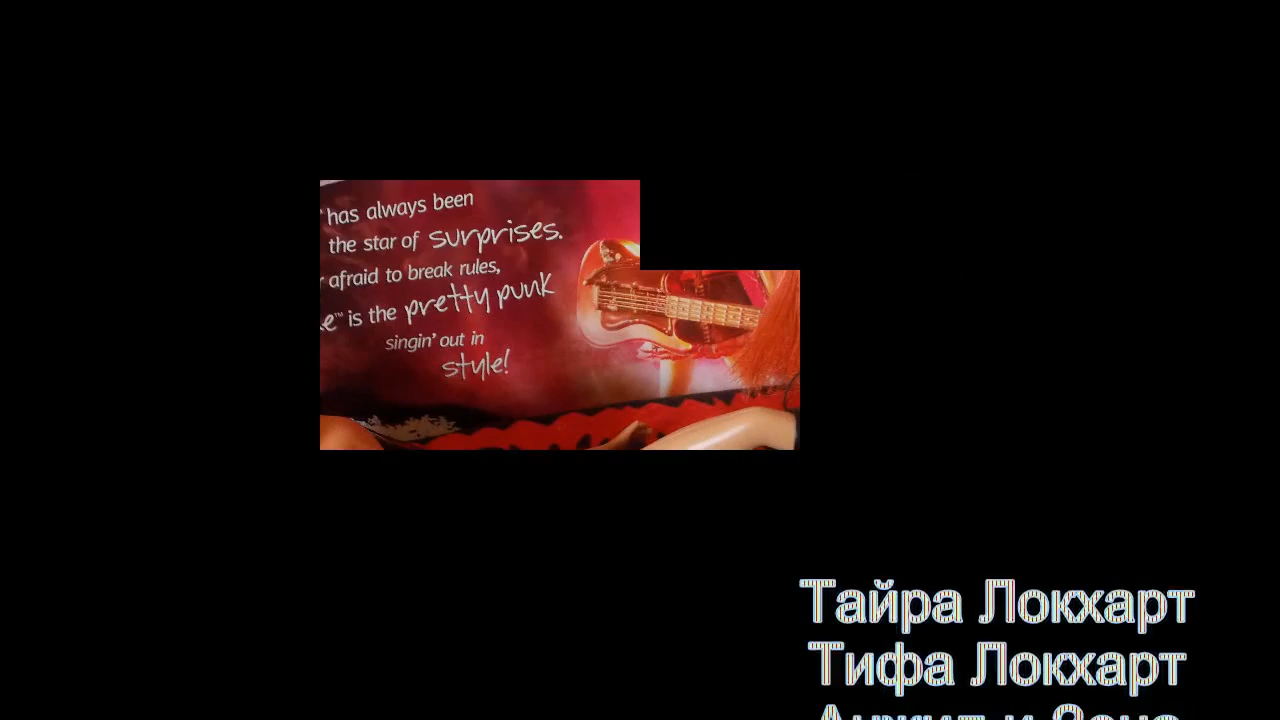 has always been
the star of surprises.
afraid to break rules,
e™ is the pretty punk
singin' out in
style!
Тайра Локхарт
Тифа Локхарт